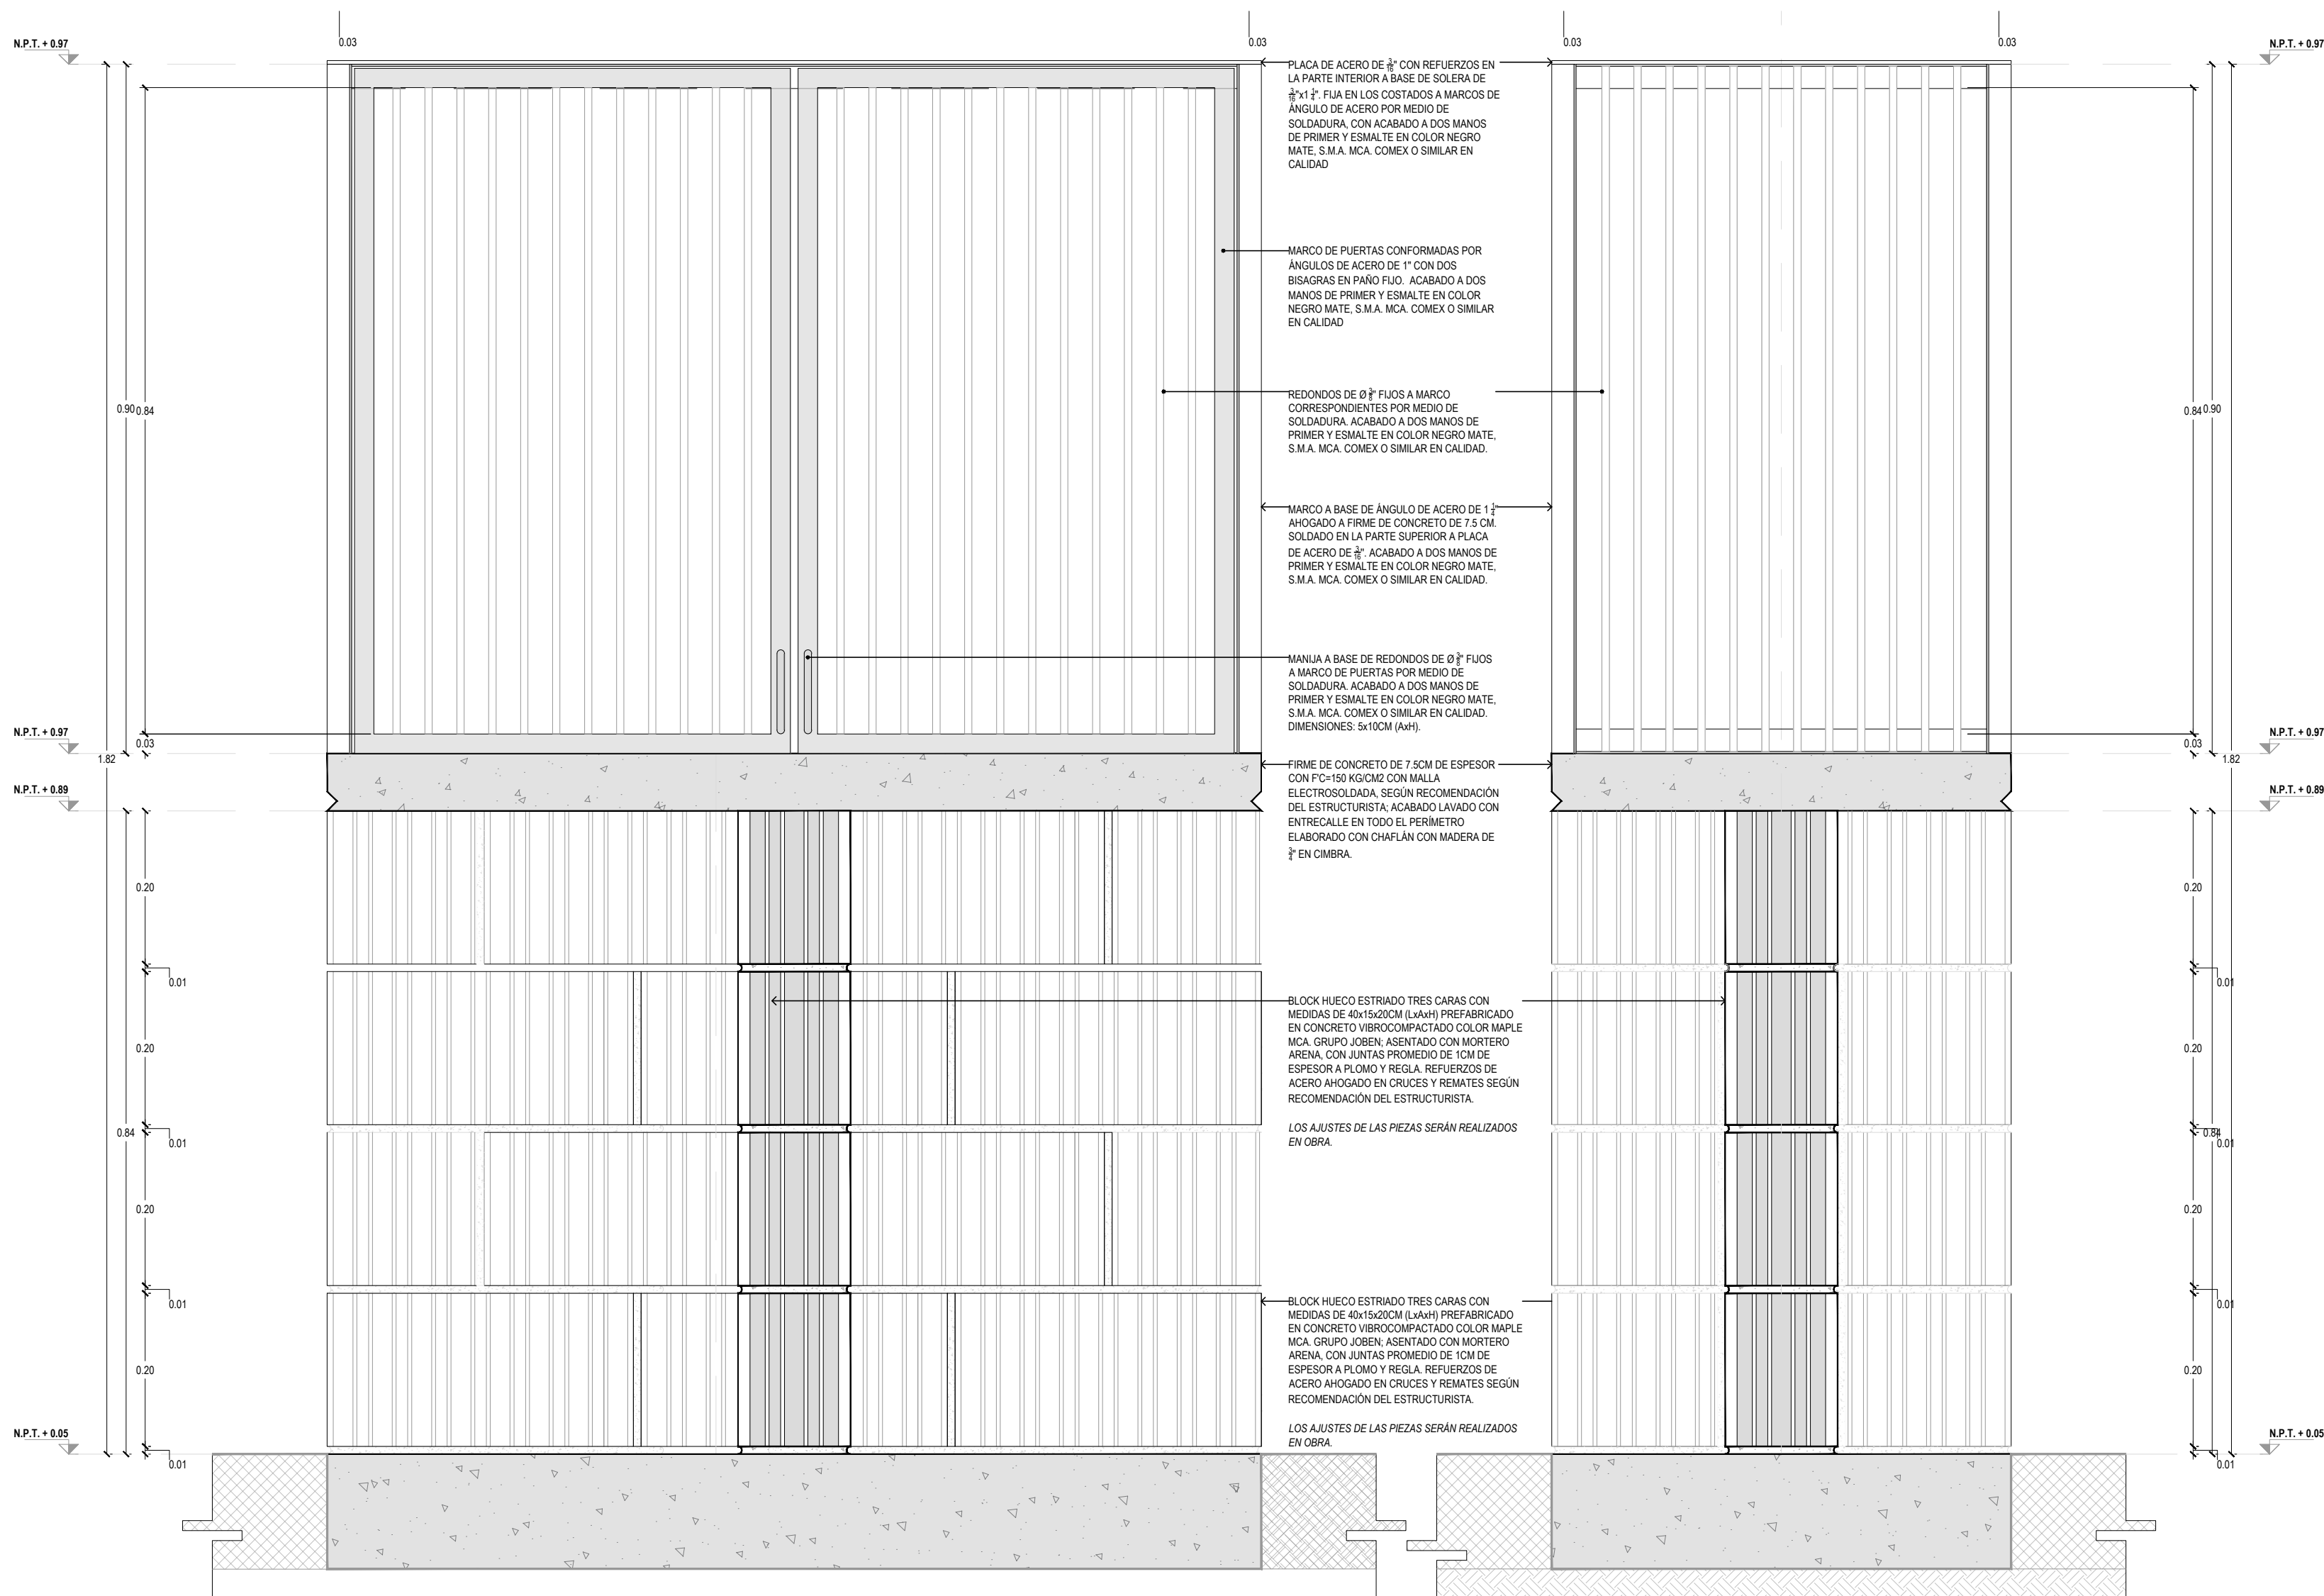 0.03
0.03
0.03
0.03
N.P.T. + 0.97
N.P.T. + 0.97
PLACA DE ACERO DE 3/16" CON REFUERZOS EN
LA PARTE INTERIOR A BASE DE SOLERA DE
3/16"x1 1/4". FIJA EN LOS COSTADOS A MARCOS DE
ÁNGULO DE ACERO POR MEDIO DE
SOLDADURA, CON ACABADO A DOS MANOS
DE PRIMER Y ESMALTE EN COLOR NEGRO
MATE, S.M.A. MCA. COMEX O SIMILAR EN
CALIDAD
MARCO DE PUERTAS CONFORMADAS POR
ÁNGULOS DE ACERO DE 1" CON DOS
BISAGRAS EN PAÑO FIJO. ACABADO A DOS
MANOS DE PRIMER Y ESMALTE EN COLOR
NEGRO MATE, S.M.A. MCA. COMEX O SIMILAR
EN CALIDAD
0.90
0.84
0.84
0.90
REDONDOS DE Ø 3/8" FIJOS A MARCO
CORRESPONDIENTES POR MEDIO DE
SOLDADURA. ACABADO A DOS MANOS DE
PRIMER Y ESMALTE EN COLOR NEGRO MATE,
S.M.A. MCA. COMEX O SIMILAR EN CALIDAD.
MARCO A BASE DE ÁNGULO DE ACERO DE 1 1/4"
AHOGADO A FIRME DE CONCRETO DE 7.5 CM.
SOLDADO EN LA PARTE SUPERIOR A PLACA
DE ACERO DE 3/16". ACABADO A DOS MANOS DE
PRIMER Y ESMALTE EN COLOR NEGRO MATE,
S.M.A. MCA. COMEX O SIMILAR EN CALIDAD.
MANIJA A BASE DE REDONDOS DE Ø 3/8" FIJOS
A MARCO DE PUERTAS POR MEDIO DE
SOLDADURA. ACABADO A DOS MANOS DE
PRIMER Y ESMALTE EN COLOR NEGRO MATE,
S.M.A. MCA. COMEX O SIMILAR EN CALIDAD.
DIMENSIONES: 5x10CM (AxH).
N.P.T. + 0.97
N.P.T. + 0.97
0.03
0.03
1.82
1.82
FIRME DE CONCRETO DE 7.5CM DE ESPESOR
CON F'C=150 KG/CM2 CON MALLA
ELECTROSOLDADA, SEGÚN RECOMENDACIÓN
DEL ESTRUCTURISTA; ACABADO LAVADO CON
ENTRECALLE EN TODO EL PERÍMETRO
ELABORADO CON CHAFLÁN CON MADERA DE
3/4" EN CIMBRA.
N.P.T. + 0.89
N.P.T. + 0.89
0.20
0.20
0.01
0.01
BLOCK HUECO ESTRIADO TRES CARAS CON
MEDIDAS DE 40x15x20CM (LxAxH) PREFABRICADO
EN CONCRETO VIBROCOMPACTADO COLOR MAPLE
MCA. GRUPO JOBEN; ASENTADO CON MORTERO
ARENA, CON JUNTAS PROMEDIO DE 1CM DE
ESPESOR A PLOMO Y REGLA. REFUERZOS DE
ACERO AHOGADO EN CRUCES Y REMATES SEGÚN
RECOMENDACIÓN DEL ESTRUCTURISTA.
LOS AJUSTES DE LAS PIEZAS SERÁN REALIZADOS
EN OBRA.
0.20
0.20
0.84
0.84
0.01
0.01
0.20
0.20
0.01
0.01
BLOCK HUECO ESTRIADO TRES CARAS CON
MEDIDAS DE 40x15x20CM (LxAxH) PREFABRICADO
EN CONCRETO VIBROCOMPACTADO COLOR MAPLE
MCA. GRUPO JOBEN; ASENTADO CON MORTERO
ARENA, CON JUNTAS PROMEDIO DE 1CM DE
ESPESOR A PLOMO Y REGLA. REFUERZOS DE
ACERO AHOGADO EN CRUCES Y REMATES SEGÚN
RECOMENDACIÓN DEL ESTRUCTURISTA.
LOS AJUSTES DE LAS PIEZAS SERÁN REALIZADOS
EN OBRA.
0.20
0.20
N.P.T. + 0.05
N.P.T. + 0.05
0.01
0.01